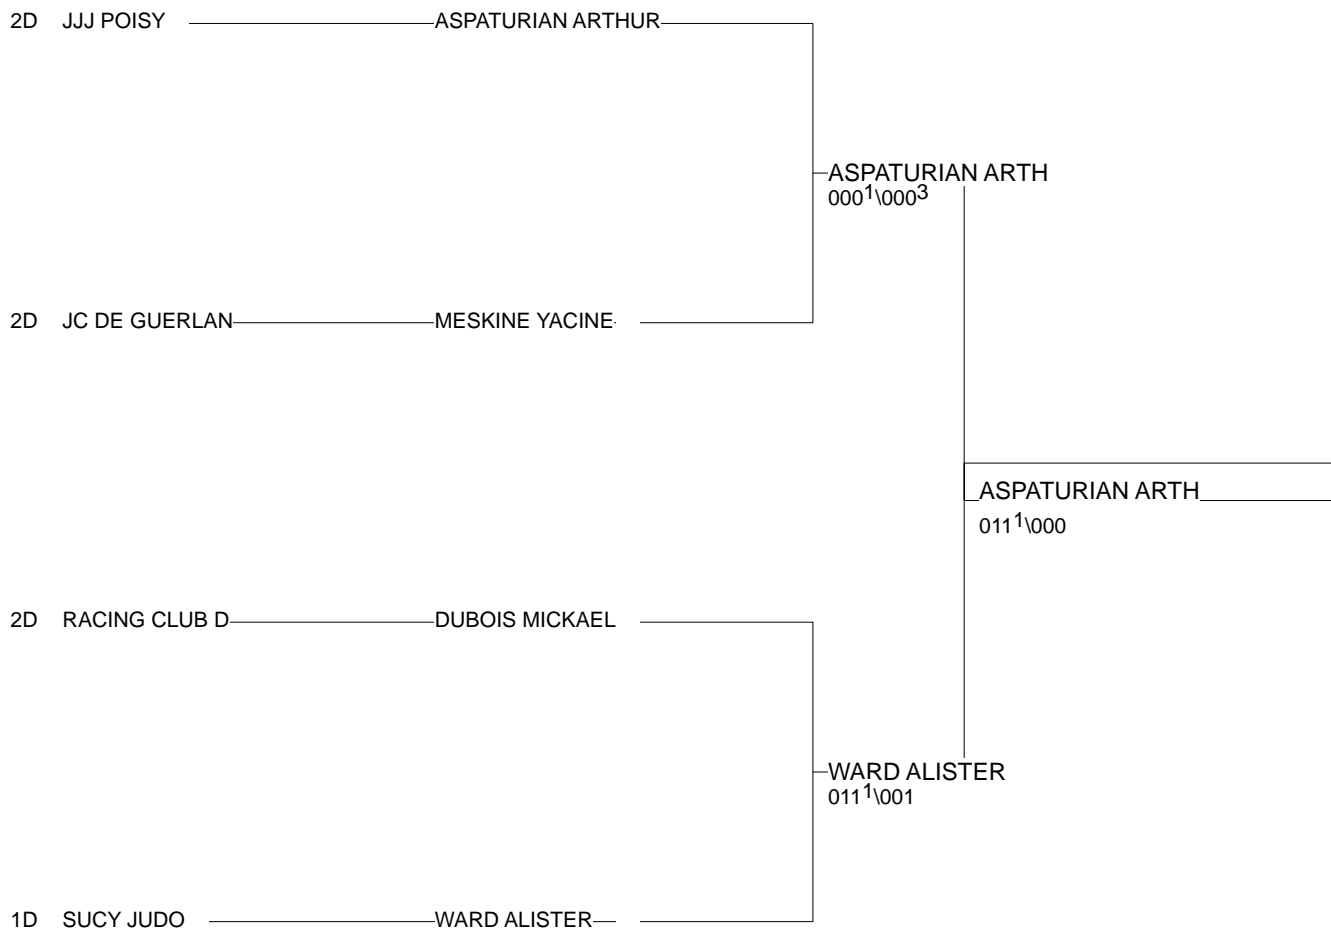 2D JJJ POISY ASPATURIAN ARTHUR
ASPATURIAN ARTH
000¹\000³
2D JC DE GUERLAN MESKINE YACINE
ASPATURIAN ARTH
011¹\000
2D RACING CLUB D DUBOIS MICKAEL
WARD ALISTER
011¹\001
1D SUCY JUDO WARD ALISTER